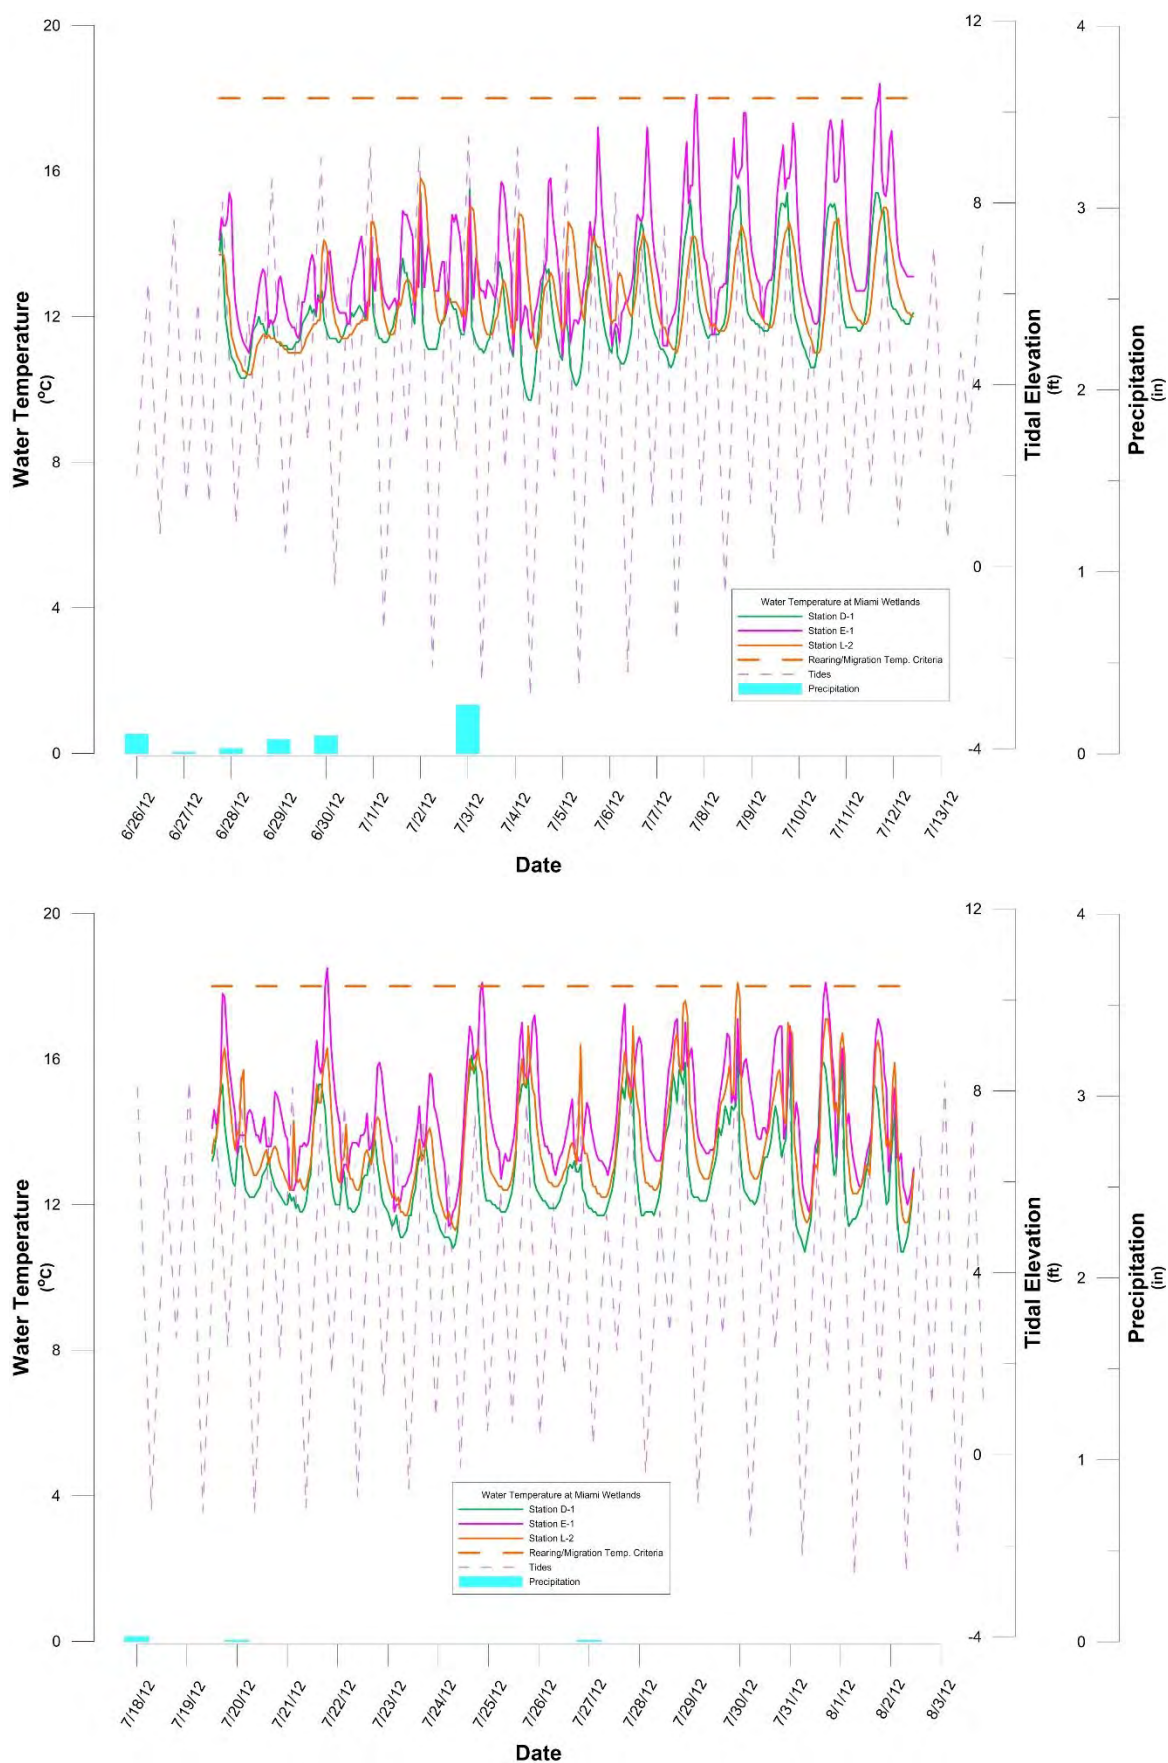 20
16
12
8
4
0
Water Temperature
(°C)
12
8
4
0
-4
Tidal Elevation
(ft)
4
3
2
1
0
Precipitation
(in)
Water Temperature at Miami Wetlands
Station D-1
Station E-1
Station L-2
Rearing/Migration Temp. Criteria
Tides
Precipitation
6/26/12
6/27/12
6/28/12
6/29/12
6/30/12
7/1/12
7/2/12
7/3/12
7/4/12
7/5/12
7/6/12
7/7/12
7/8/12
7/9/12
7/10/12
7/11/12
7/12/12
7/13/12
Date
20
16
12
8
4
0
Water Temperature
(°C)
12
8
4
0
-4
Tidal Elevation
(ft)
4
3
2
1
0
Precipitation
(in)
Water Temperature at Miami Wetlands
Station D-1
Station E-1
Station L-2
Rearing/Migration Temp. Criteria
Tides
Precipitation
7/18/12
7/19/12
7/20/12
7/21/12
7/22/12
7/23/12
7/24/12
7/25/12
7/26/12
7/27/12
7/28/12
7/29/12
7/30/12
7/31/12
8/1/12
8/2/12
8/3/12
Date